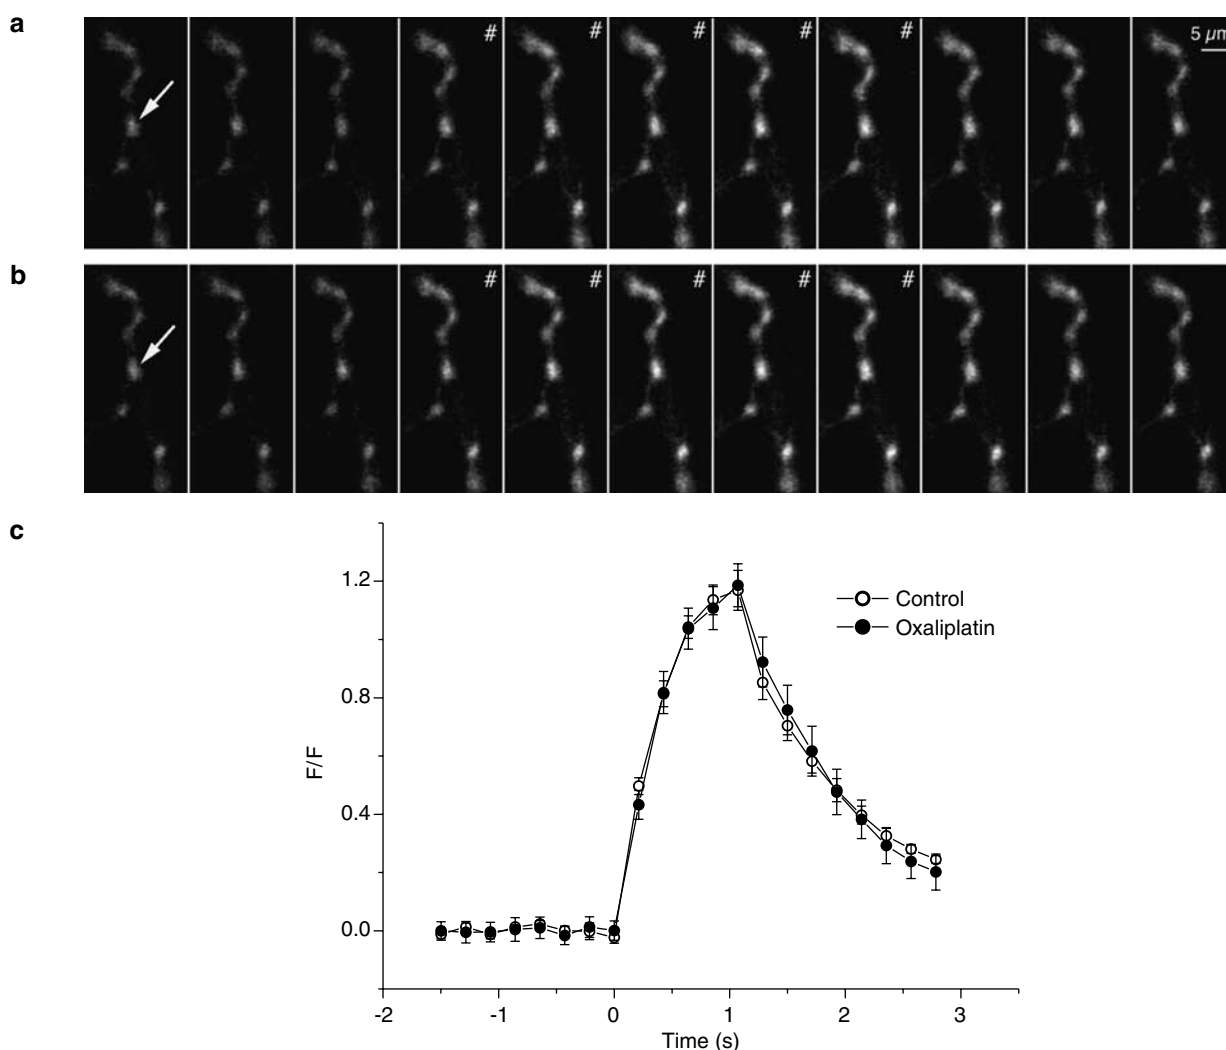 a
# # # # # 5 µm
b
# # # # #
c
1.2
0.8
0.4
0.0
F/F
-2 -1 0 1 2 3
Time (s)
Control
Oxaliplatin